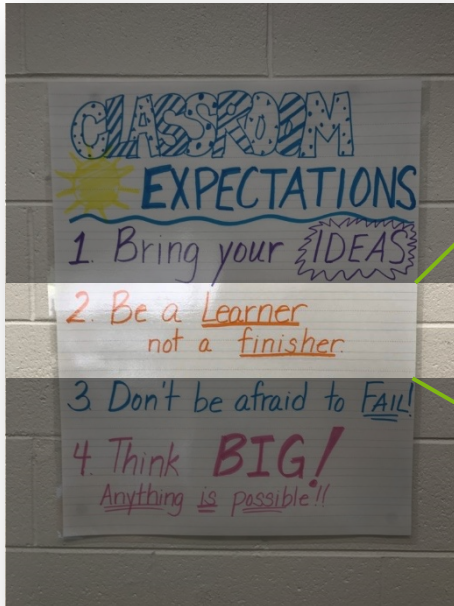 CLASSROOM
EXPECTATIONS
1. Bring your IDEAS
2. Be a Learner
not a finisher.
3 Don't be afraid to FAIL!
4. Think BIG!
Anything is possible!!